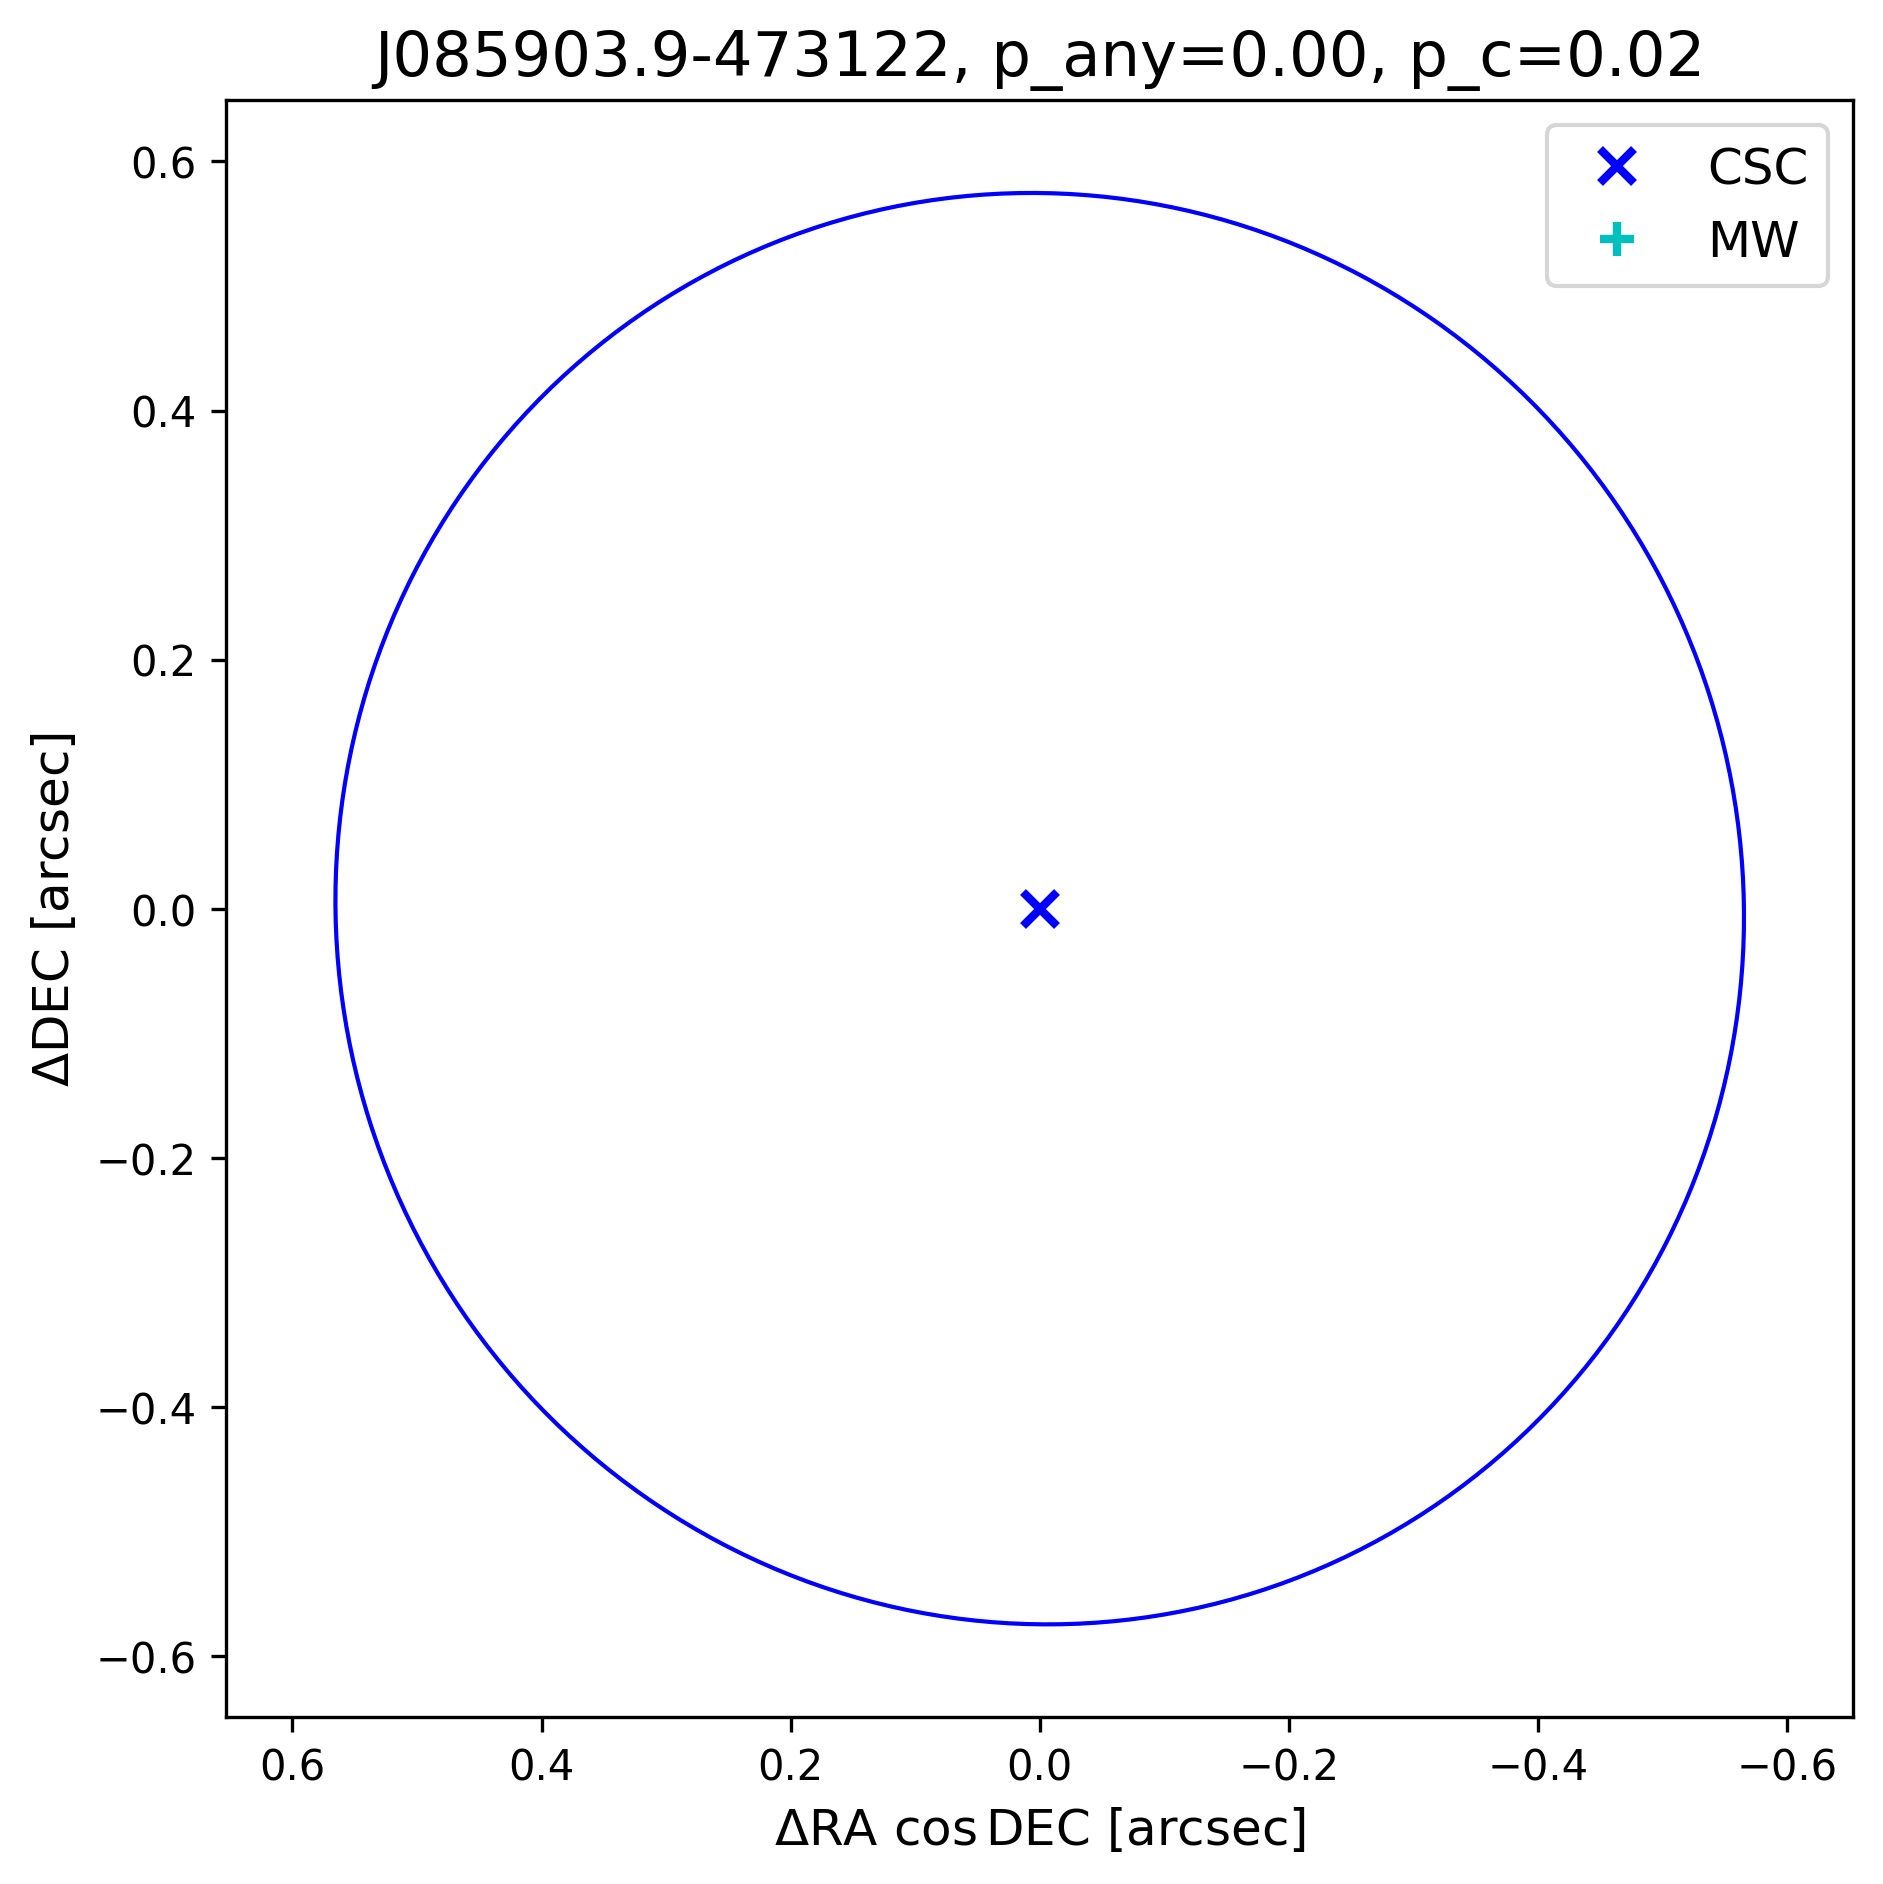 J085903.9-473122, p_any=0.00, p_c=0.02
CSC
MW
0.6
0.4
0.2
0.0
−0.2
−0.4
−0.6
ΔDEC [arcsec]
0.6 0.4 0.2 0.0 −0.2 −0.4 −0.6
ΔRA cos DEC [arcsec]